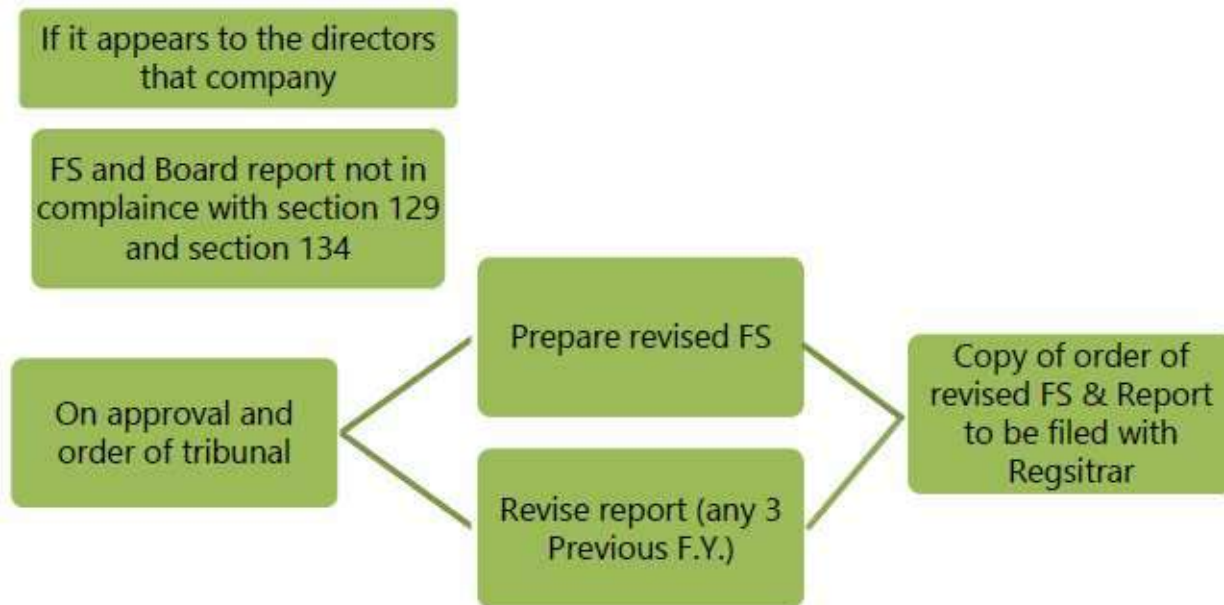 If it appears to the directors
that company
FS and Board report not in
complaince with section 129
and section 134
On approval and
order of tribunal
Prepare revised FS
Revise report (any 3
Previous F.Y.)
Copy of order of
revised FS & Report
to be filed with
Regsitrar